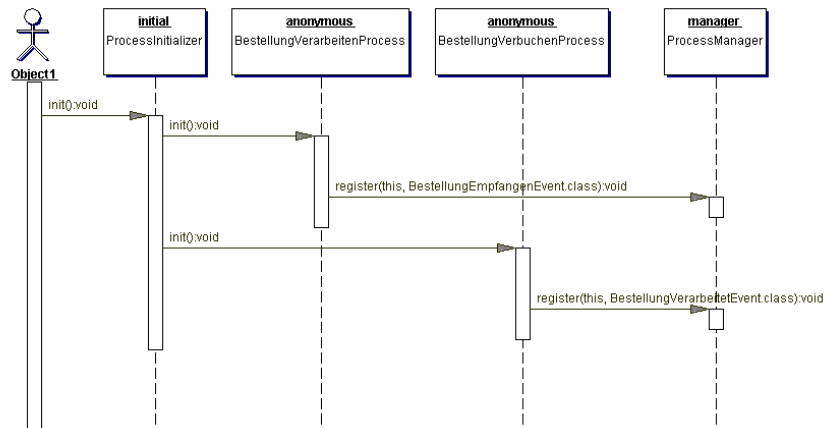 initial
ProcessInitializer
anonymous
BestellungVerarbeitenProcess
anonymous
BestellungVerbuchenProcess
manager
ProcessManager
Object1
init():void
init():void
register(this, BestellungEmpfangenEvent.class):void
init():void
register(this, BestellungVerarbeitetEvent.class):void